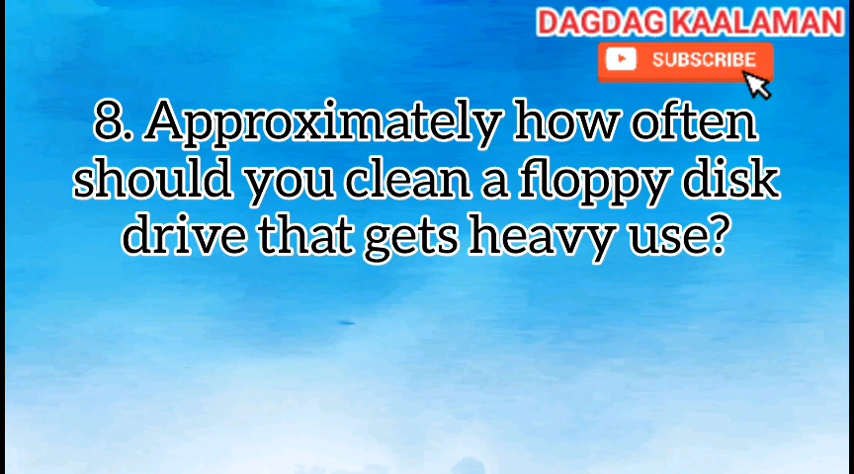 DAGDAG KAALAMAN
SUBSCRIBE
8. Approximately how often
should you clean a floppy disk
drive that gets heavy use?